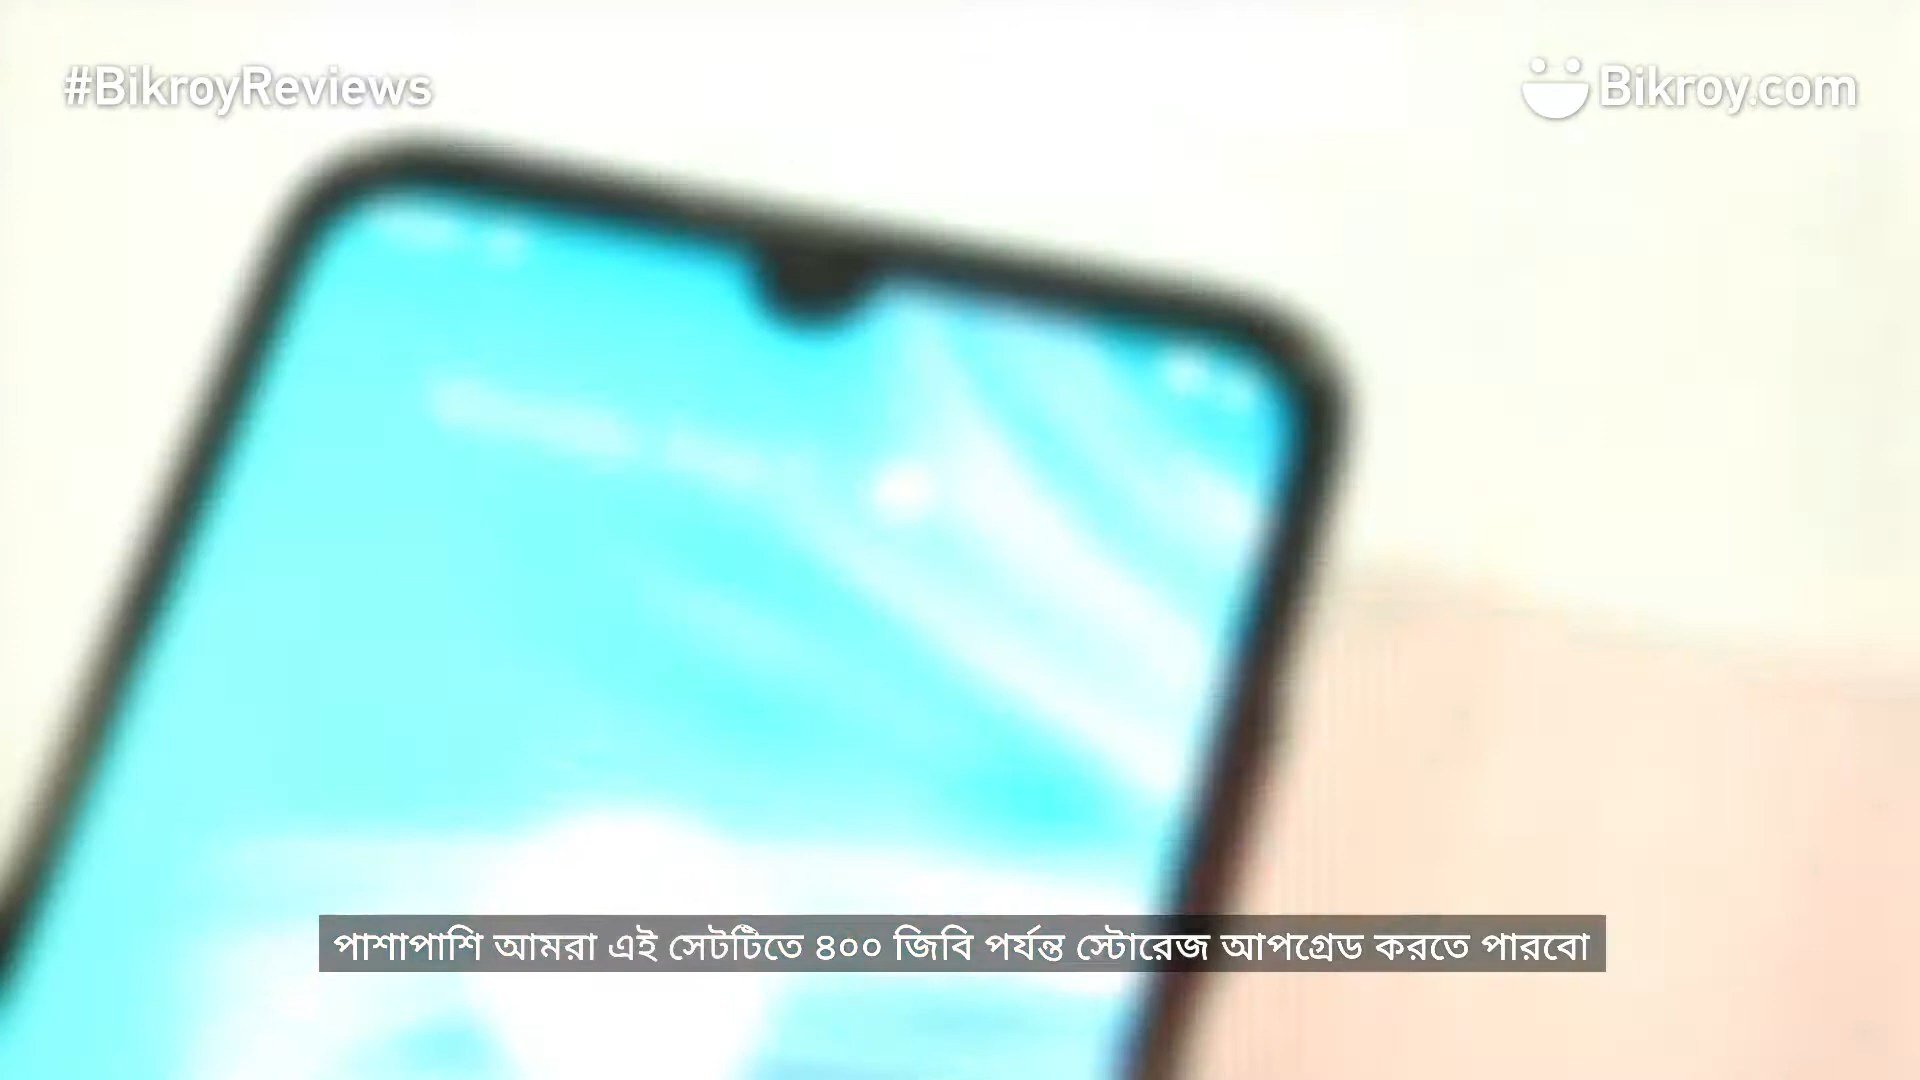 #BikroyReviews
Bikroy.com
পাশাপাশি আমরা এই সেটটিতে ৪০০ জিবি পর্যন্ত স্টোরেজ আপগ্রেড করতে পারবো